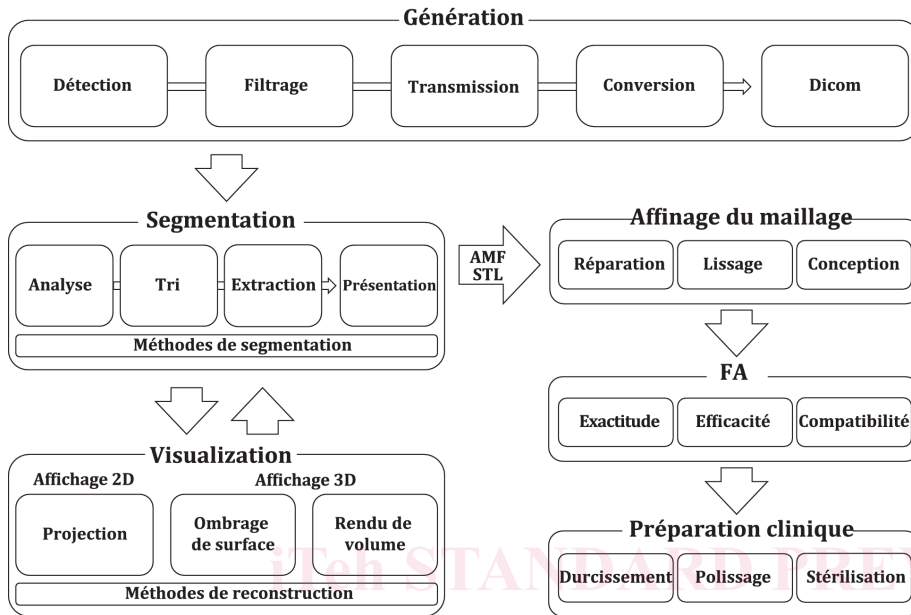 Génération
Détection
Filtrage
Transmission
Conversion
Dicom
Segmentation
Analyse
Tri
Extraction
Présentation
Méthodes de segmentation
AMF
STL
Affinage du maillage
Réparation
Lissage
Conception
FA
Exactitude
Efficacité
Compatibilité
Visualization
Affichage 2D
Affichage 3D
Projection
Ombrage
de surface
Rendu de
volume
Méthodes de reconstruction
Préparation clinique
Durcissement
Polissage
Stérilisation
iTeh STANDARD PRE